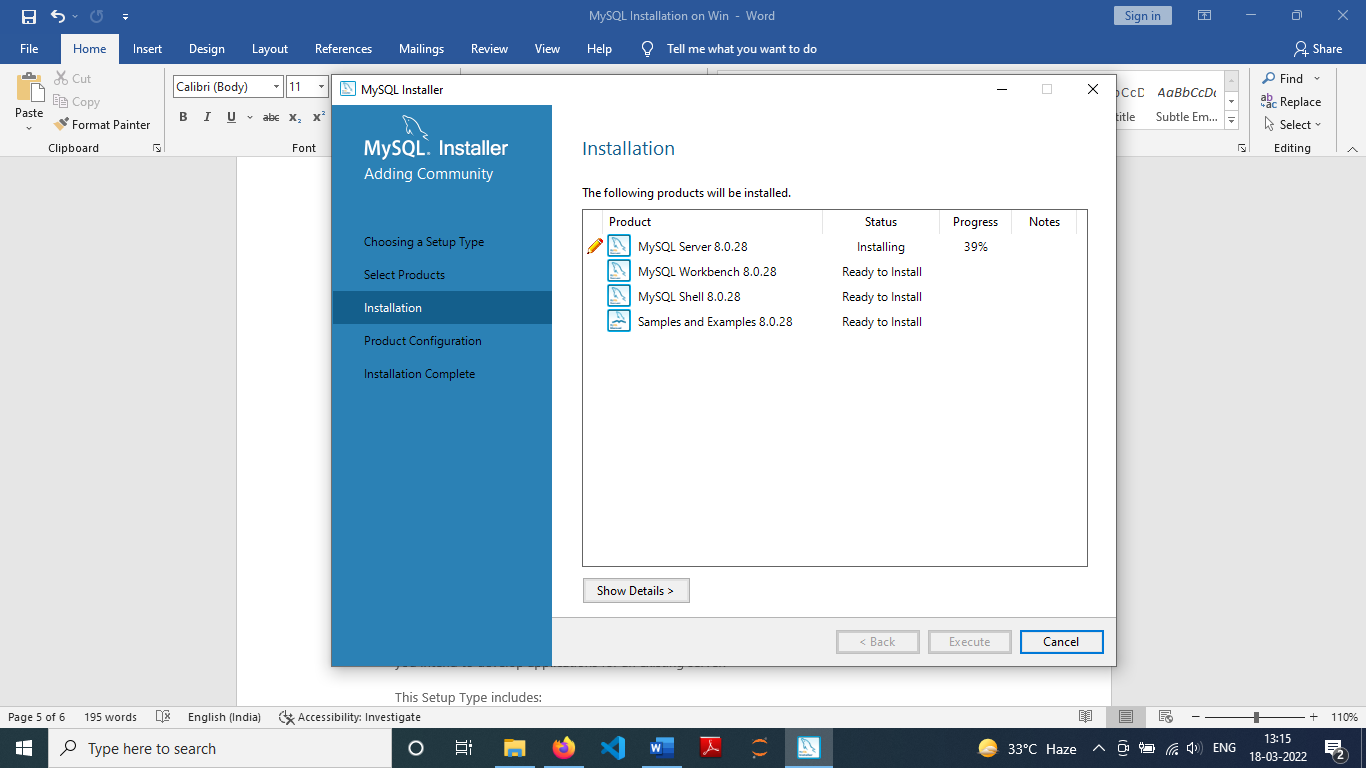 MySQL Installation on Win - Word
Sign in
File Home Insert Design Layout References Mailings Review View Help Tell me what you want to do Share
Paste
Cut
Copy
Format Painter
Clipboard
Calibri (Body) 11
B I U abc x₂ x²
Font
AaBbCcDc
Subtle Em...
Find
Replace
Select
Editing
MySQL Installer
MySQL. Installer
Adding Community
Choosing a Setup Type
Select Products
Installation
Product Configuration
Installation Complete
Installation
The following products will be installed.
Product Status Progress Notes
MySQL Server 8.0.28 Installing 39%
MySQL Workbench 8.0.28 Ready to Install
MySQL Shell 8.0.28 Ready to Install
Samples and Examples 8.0.28 Ready to Install
Show Details >
< Back Execute Cancel
This Setup Type includes:
Page 5 of 6 195 words English (India) Accessibility: Investigate 110%
Type here to search
33°C Haze ENG
13:15
18-03-2022
2